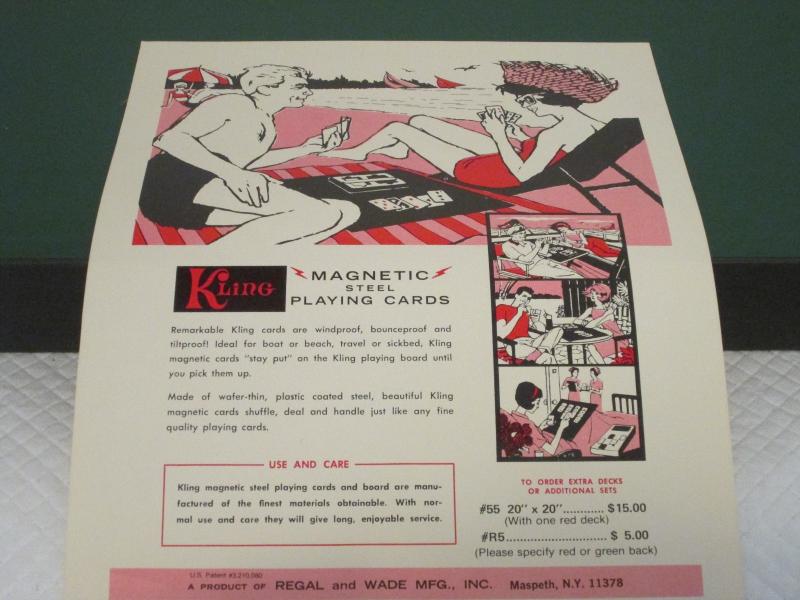 KLING
MAGNETIC
STEEL
PLAYING CARDS
Remarkable Kling cards are windproof, bounceproof and
tiltproof! Ideal for boat or beach, travel or sickbed, Kling
magnetic cards "stay put" on the Kling playing board until
you pick them up.
Made of wafer-thin, plastic coated steel, beautiful Kling
magnetic cards shuffle, deal and handle just like any fine
quality playing cards.
USE AND CARE
Kling magnetic steel playing cards and board are manu-
factured of the finest materials obtainable. With nor-
mal use and care they will give long, enjoyable service.
TO ORDER EXTRA DECKS
OR ADDITIONAL SETS
#55 20" x 20"............ $15.00
(With one red deck)
#R5.............................. $ 5.00
(Please specify red or green back)
U.S. Patent #3,210,080
A PRODUCT OF REGAL and WADE MFG., INC. Maspeth, N.Y. 11378